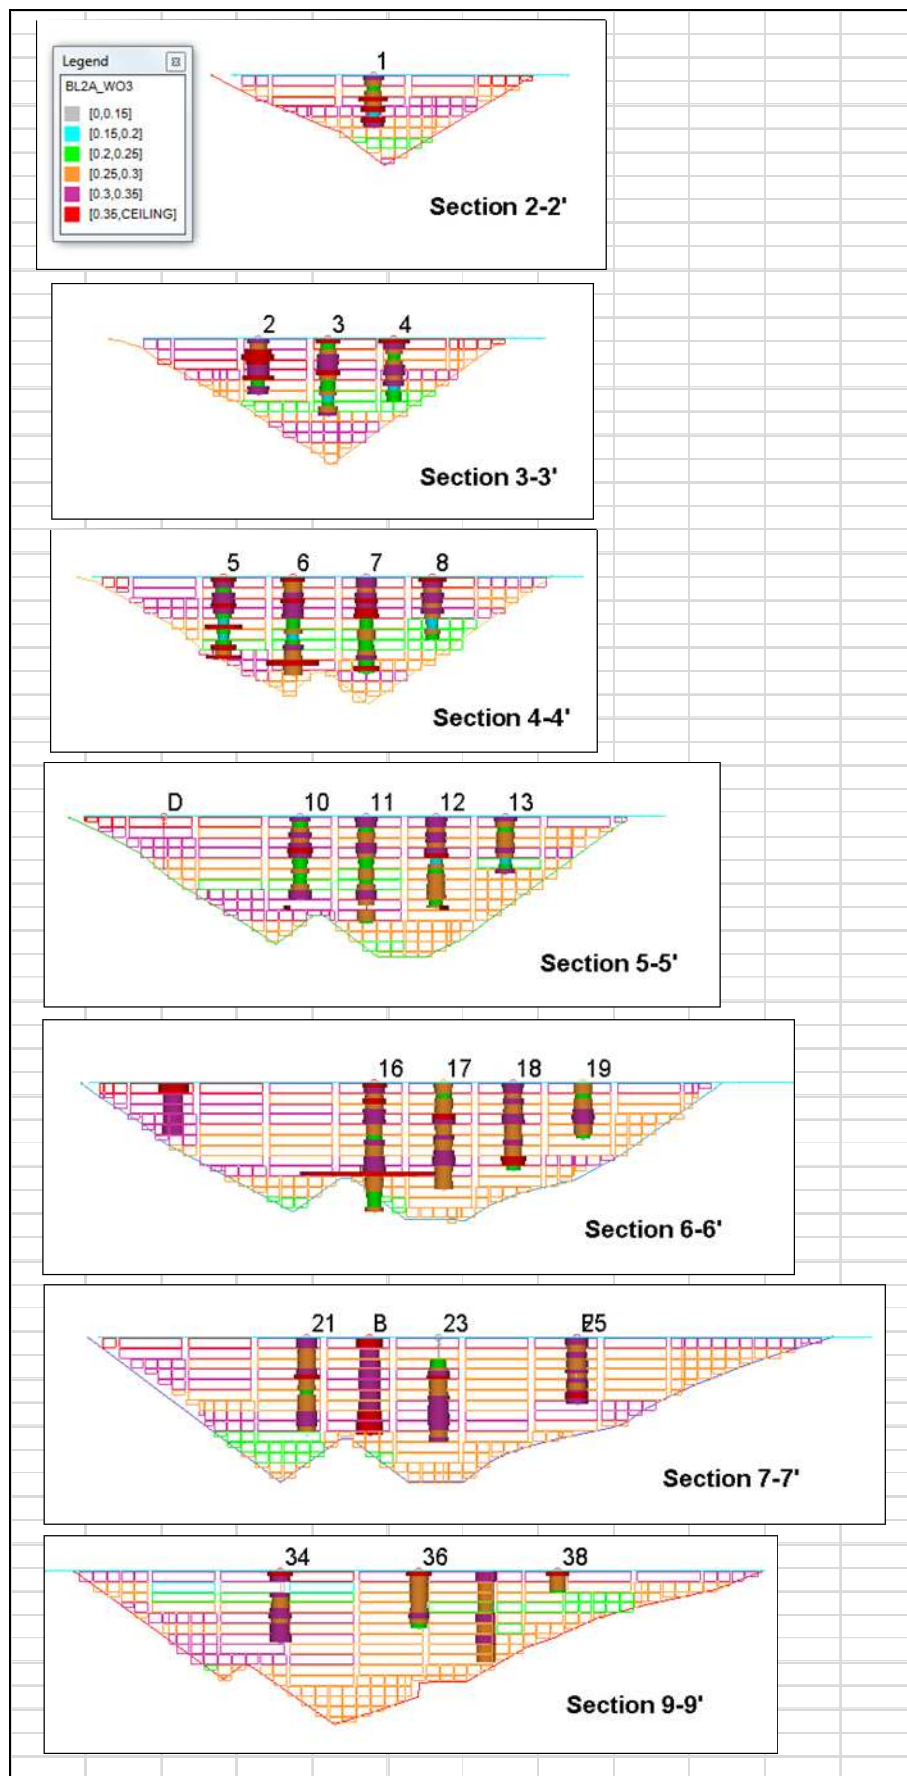 Legend
BL2A_WO3
[0,0.15]
[0.15,0.2]
[0.2,0.25]
[0.25,0.3]
[0.3,0.35]
[0.35,CEILING]
1
Section 2-2'
2 3 4
Section 3-3'
5 6 7 8
Section 4-4'
D 10 11 12 13
Section 5-5'
16 17 18 19
Section 6-6'
21 B 23 25
Section 7-7'
34 36 38
Section 9-9'